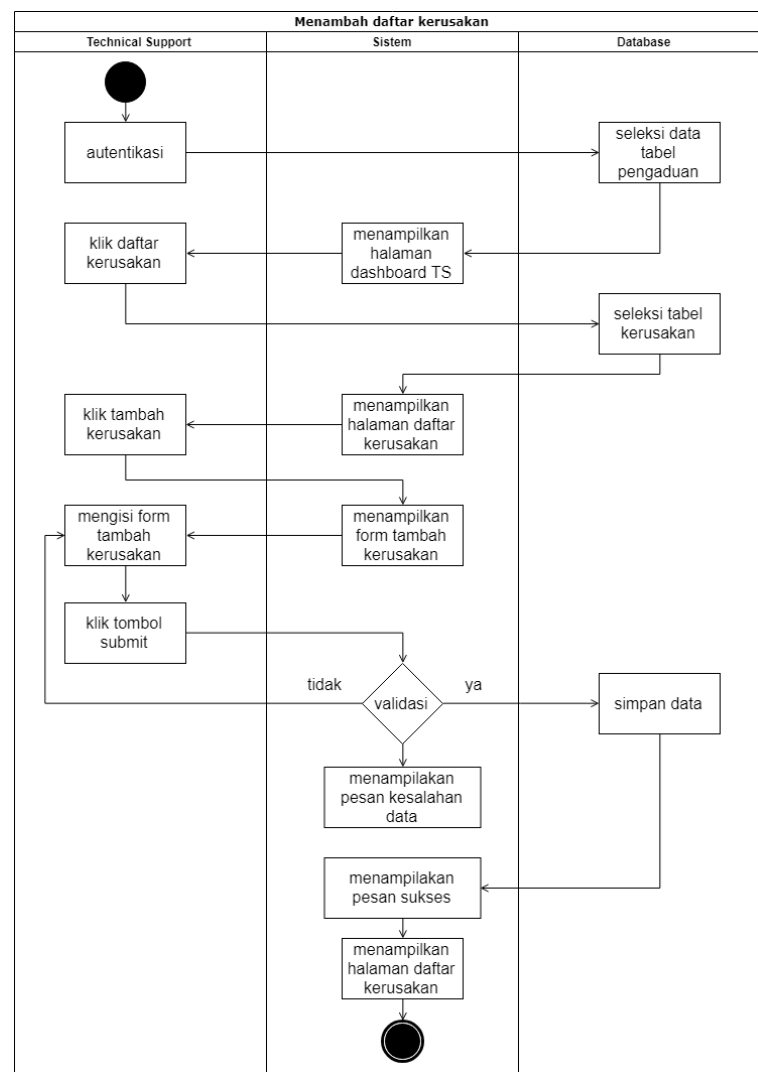 Menambah daftar kerusakan
Technical Support
Sistem
Database
autentikasi
seleksi data
tabel
pengaduan
klik daftar
kerusakan
menampilkan
halaman
dashboard TS
seleksi tabel
kerusakan
klik tambah
kerusakan
menampilkan
halaman daftar
kerusakan
mengisi form
tambah
kerusakan
menampilkan
form tambah
kerusakan
klik tombol
submit
tidak
validasi
ya
simpan data
menampilakan
pesan kesalahan
data
menampilakan
pesan sukses
menampilkan
halaman daftar
kerusakan